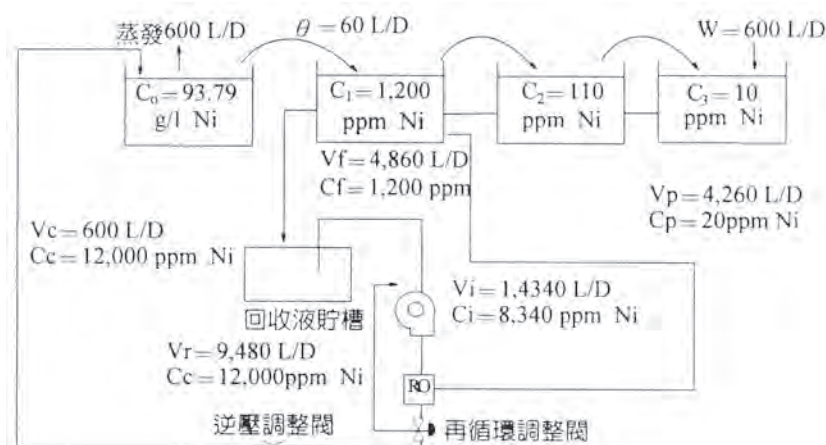 蒸發600 L/D
θ=60 L/D
W=600 L/D
C₀=93.79
g/l Ni
C₁=1,200
ppm Ni
C₂=110
ppm Ni
C₃=10
ppm Ni
Vf=4,860 L/D
Cf=1,200 ppm
Vp=4,260 L/D
Cp=20ppm Ni
Vc=600 L/D
Cc=12,000 ppm Ni
回收液貯槽
Vi=1,4340 L/D
Ci=8,340 ppm Ni
Vr=9,480 L/D
Cc=12,000ppm Ni
RO
逆壓調整閥
再循環調整閥